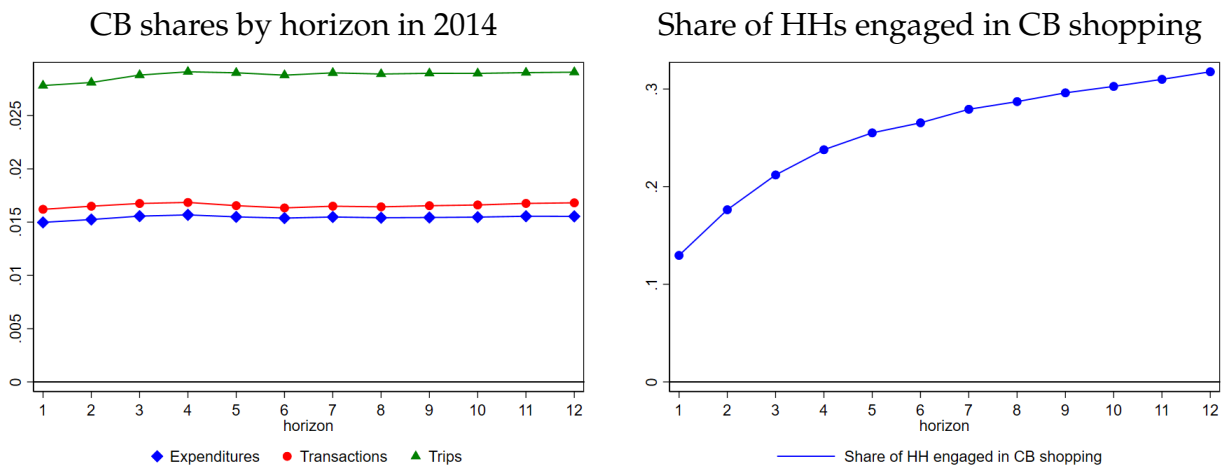 CB shares by horizon in 2014
.025
.02
.015
.01
.005
0
1 2 3 4 5 6 7 8 9 10 11 12
horizon
Expenditures Transactions Trips
Share of HHs engaged in CB shopping
.3
.2
.1
0
1 2 3 4 5 6 7 8 9 10 11 12
horizon
Share of HH engaged in CB shopping